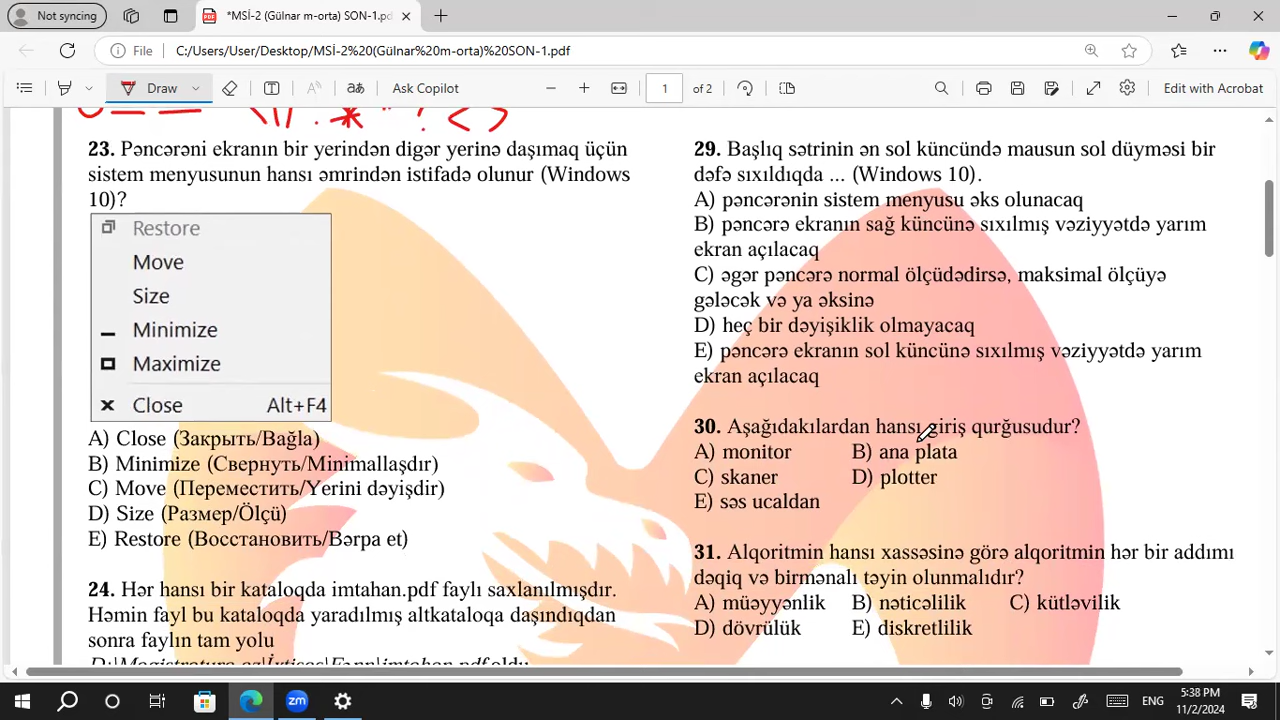 Not syncing
*MSİ-2 (Gülnar m-orta) SON-1.pd
File
C:/Users/User/Desktop/MSİ-2%20(Gülnar%20m-orta)%20SON-1.pdf
Draw
Ask Copilot
1 of 2
Edit with Acrobat
23. Pəncərəni ekranın bir yerindən digər yerinə daşımaq üçün
sistem menyusunun hansı əmrindən istifadə olunur (Windows
10)?
Restore
Move
Size
Minimize
Maximize
Close Alt+F4
A) Close (Закрыть/Bağla)
B) Minimize (Свернуть/Minimallaşdır)
C) Move (Переместить/Yerini dəyişdir)
D) Size (Размер/Ölçü)
E) Restore (Восстановить/Bərpa et)
24. Hər hansı bir kataloqda imtahan.pdf faylı saxlanılmışdır.
Həmin fayl bu kataloqda yaradılmış altkataloqa daşındıqdan
sonra faylın tam yolu
D:\Magistratura.az\İxtisas\Fənn\imtahan.pdf oldu
29. Başlıq sətrinin ən sol küncündə mausun sol düyməsi bir
dəfə sıxıldıqda ... (Windows 10).
A) pəncərənin sistem menyusu əks olunacaq
B) pəncərə ekranın sağ küncünə sıxılmış vəziyyətdə yarım
ekran açılacaq
C) əgər pəncərə normal ölçüdədirsə, maksimal ölçüyə
gələcək və ya əksinə
D) heç bir dəyişiklik olmayacaq
E) pəncərə ekranın sol küncünə sıxılmış vəziyyətdə yarım
ekran açılacaq
30. Aşağıdakılardan hansı giriş qurğusudur?
A) monitor B) ana plata
C) skaner D) plotter
E) səs ucaldan
31. Alqoritmin hansı xassəsinə görə alqoritmin hər bir addımı
dəqiq və birmənalı təyin olunmalıdır?
A) müəyyənlik B) nəticəlilik C) kütləvilik
D) dövrülük E) diskretlilik
ENG
5:38 PM
11/2/2024